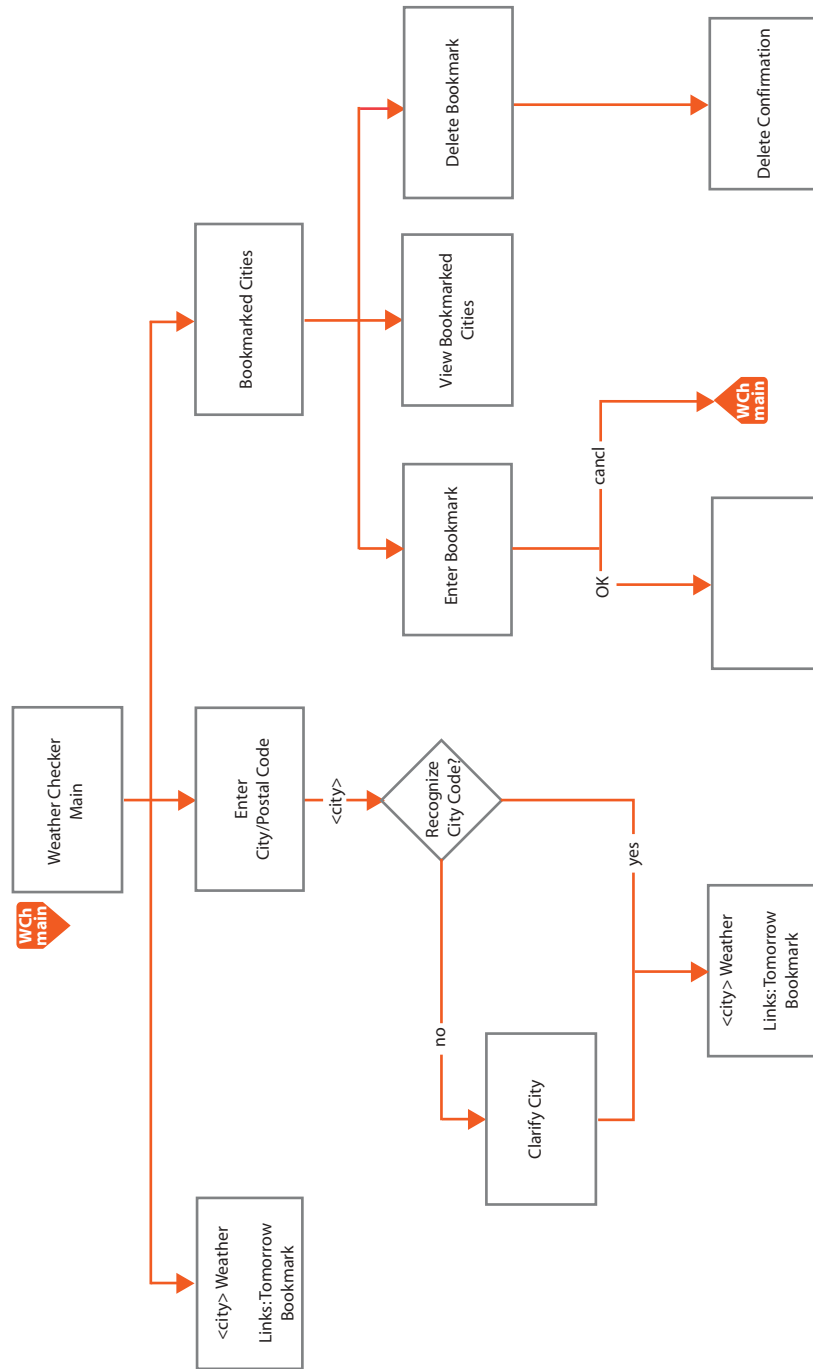 WCh
main
Weather Checker
Main
<city> Weather
Links:Tomorrow
Bookmark
Enter
City/Postal Code
Bookmarked Cities
<city>
Recognize
City Code?
no
yes
Clarify City
<city> Weather
Links:Tomorrow
Bookmark
Enter Bookmark
View Bookmarked
Cities
Delete Bookmark
OK
cancl
WCh
main
Delete Confirmation